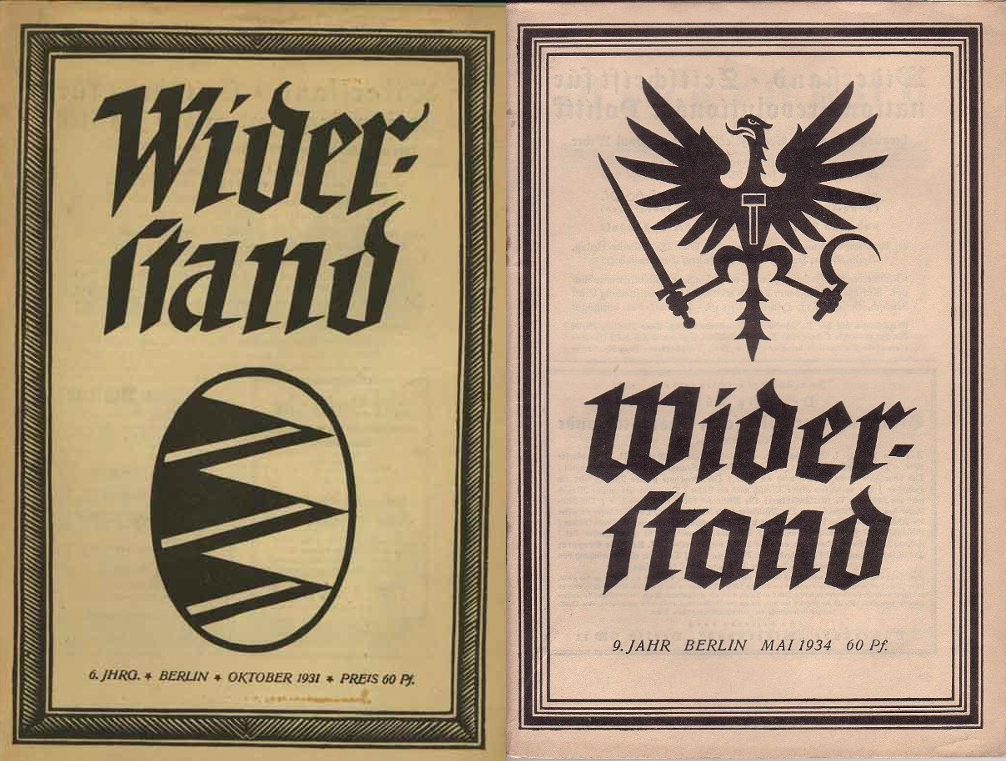 Wider-
stand
6. JHRG. ★ BERLIN ★ OKTOBER 1931 ★ PREIS 60 Pf.
Wider-
stand
9. JAHR BERLIN MAI 1934 60 Pf.